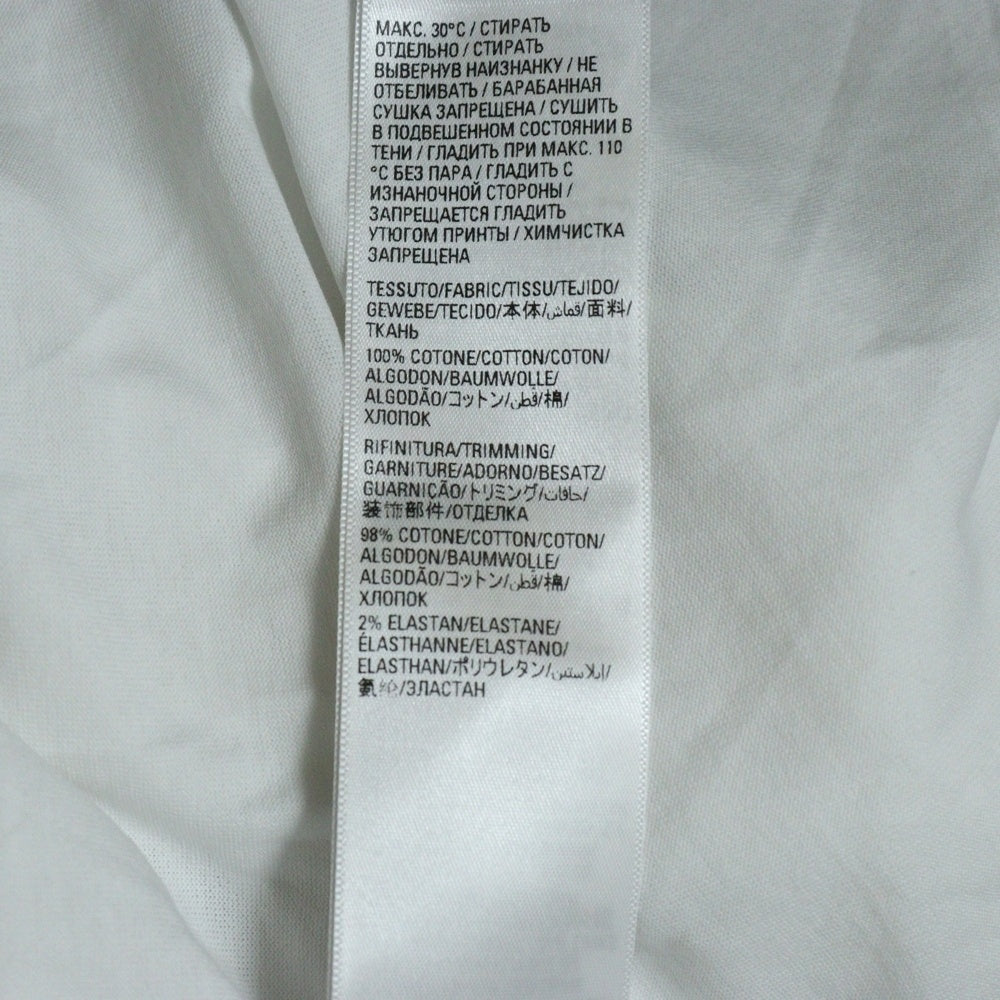 МАКС. 30°C / СТИРАТЬ
ОТДЕЛЬНО / СТИРАТЬ
ВЫВЕРНУВ НАИЗНАНКУ / НЕ
ОТБЕЛИВАТЬ / БАРАБАННАЯ
СУШКА ЗАПРЕЩЕНА / СУШИТЬ
В ПОДВЕШЕННОМ СОСТОЯНИИ В
ТЕНИ / ГЛАДИТЬ ПРИ МАКС. 110
°C БЕЗ ПАРА / ГЛАДИТЬ С
ИЗНАНОЧНОЙ СТОРОНЫ /
ЗАПРЕЩАЕТСЯ ГЛАДИТЬ
УТЮГОМ ПРИНТЫ / ХИМЧИСТКА
ЗАПРЕЩЕНА
TESSUTO/FABRIC/TISSU/TEJIDO/
GEWEBE/TECIDO/本体/قماش/面料/
ТКАНЬ
100% COTONE/COTTON/COTON/
ALGODON/BAUMWOLLE/
ALGODÃO/コットン/قطن/棉/
ХЛОПОК
RIFINITURA/TRIMMING/
GARNITURE/ADORNO/BESATZ/
GUARNIÇÃO/トリミング/حافات/
装饰部件/ОТДЕЛКА
98% COTONE/COTTON/COTON/
ALGODON/BAUMWOLLE/
ALGODÃO/コットン/قطن/棉/
ХЛОПОК
2% ELASTAN/ELASTANE/
ÉLASTHANNE/ELASTANO/
ELASTHAN/ポリウレタン/إيلاستين/
氨纶/ЭЛАСТАН